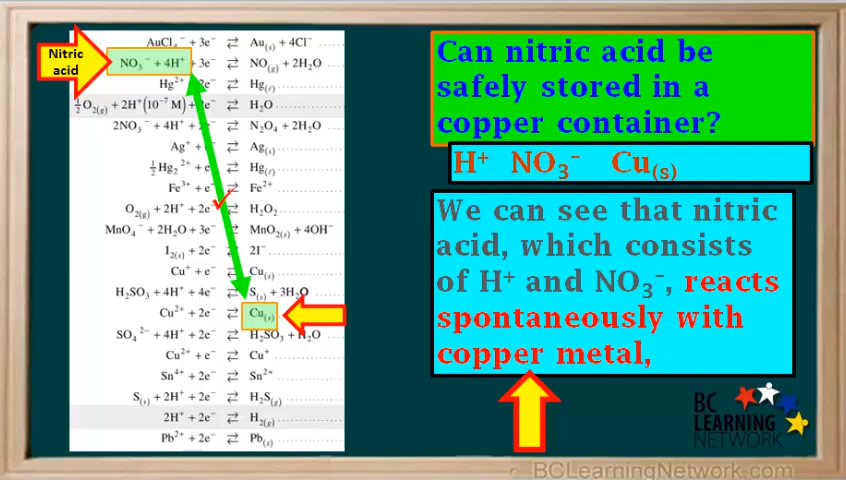 Nitric
acid
AuCl₄⁻ + 3e⁻ ⇄ Au(s) + 4Cl⁻ ......
NO₃⁻ + 4H⁺ + 3e⁻ ⇄ NO(g) + 2H₂O
Hg²⁺ + 2e⁻ ⇄ Hg(ℓ) ......
½O₂(g) + 2H⁺(10⁻⁷ M) + 2e⁻ ⇄ H₂O ......
2NO₃⁻ + 4H⁺ + 2e⁻ ⇄ N₂O₄ + 2H₂O
Ag⁺ + e⁻ ⇄ Ag(s) ......
½Hg₂²⁺ + e⁻ ⇄ Hg(ℓ) ......
Fe³⁺ + e⁻ ⇄ Fe²⁺ ......
O₂(g) + 2H⁺ + 2e⁻ ⇄ H₂O₂ ......
MnO₄⁻ + 2H₂O + 3e⁻ ⇄ MnO₂(s) + 4OH⁻
I₂(s) + 2e⁻ ⇄ 2I⁻ ......
Cu⁺ + e⁻ ⇄ Cu(s) ......
H₂SO₃ + 4H⁺ + 4e⁻ ⇄ S(s) + 3H₂O
Cu²⁺ + 2e⁻ ⇄ Cu(s) ......
SO₄²⁻ + 4H⁺ + 2e⁻ ⇄ H₂SO₃ + H₂O
Cu²⁺ + e⁻ ⇄ Cu⁺ ......
Sn⁴⁺ + 2e⁻ ⇄ Sn²⁺ ......
S(s) + 2H⁺ + 2e⁻ ⇄ H₂S(g) ......
2H⁺ + 2e⁻ ⇄ H₂(g) ......
Pb²⁺ + 2e⁻ ⇄ Pb(s) ......
Can nitric acid be
safely stored in a
copper container?
H⁺ NO₃⁻ Cu(s)
We can see that nitric
acid, which consists
of H⁺ and NO₃⁻, reacts
spontaneously with
copper metal,
BC
LEARNING
NETWORK
BCLearningNetwork.com